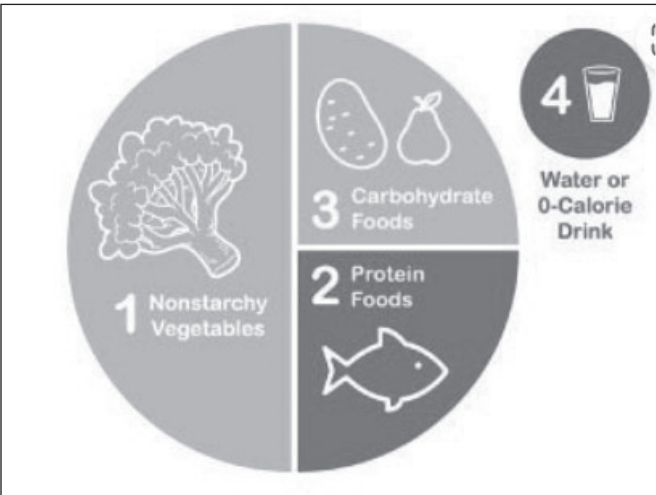 1 Nonstarchy
Vegetables
3 Carbohydrate
Foods
2 Protein
Foods
4
Water or
0-Calorie
Drink